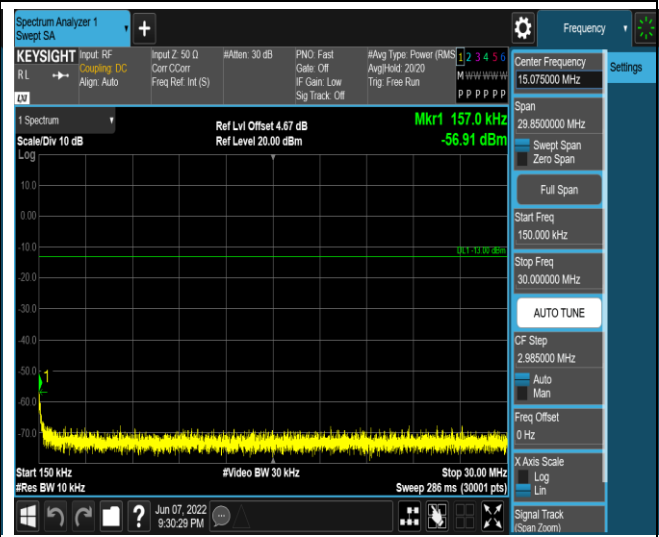 Spectrum Analyzer 1
Swept SA
Frequency
KEYSIGHT
RL
Input: RF
Coupling: DC
Align: Auto
Input Z: 50 Ω
Corr CCorr
Freq Ref: Int (S)
#Atten: 30 dB
PNO: Fast
Gate: Off
IF Gain: Low
Sig Track: Off
#Avg Type: Power (RMS
Avg|Hold: 20/20
Trig: Free Run
1 2 3 4 5 6
M W W W W W
P P P P P P
LXI
1 Spectrum
Scale/Div 10 dB
Ref Lvl Offset 4.67 dB
Ref Level 20.00 dBm
Mkr1 157.0 kHz
-56.91 dBm
Log
10.0
0.00
-10.0
DL1 -13.00 dBm
-20.0
-30.0
-40.0
-50.0
1
-60.0
-70.0
Start 150 kHz
#Video BW 30 kHz
Stop 30.00 MHz
#Res BW 10 kHz
Sweep 286 ms (30001 pts)
Jun 07, 2022
9:30:29 PM
Center Frequency
15.075000 MHz
Settings
Span
29.8500000 MHz
Swept Span
Zero Span
Full Span
Start Freq
150.000 kHz
Stop Freq
30.000000 MHz
AUTO TUNE
CF Step
2.985000 MHz
Auto
Man
Freq Offset
0 Hz
X Axis Scale
Log
Lin
Signal Track
(Span Zoom)